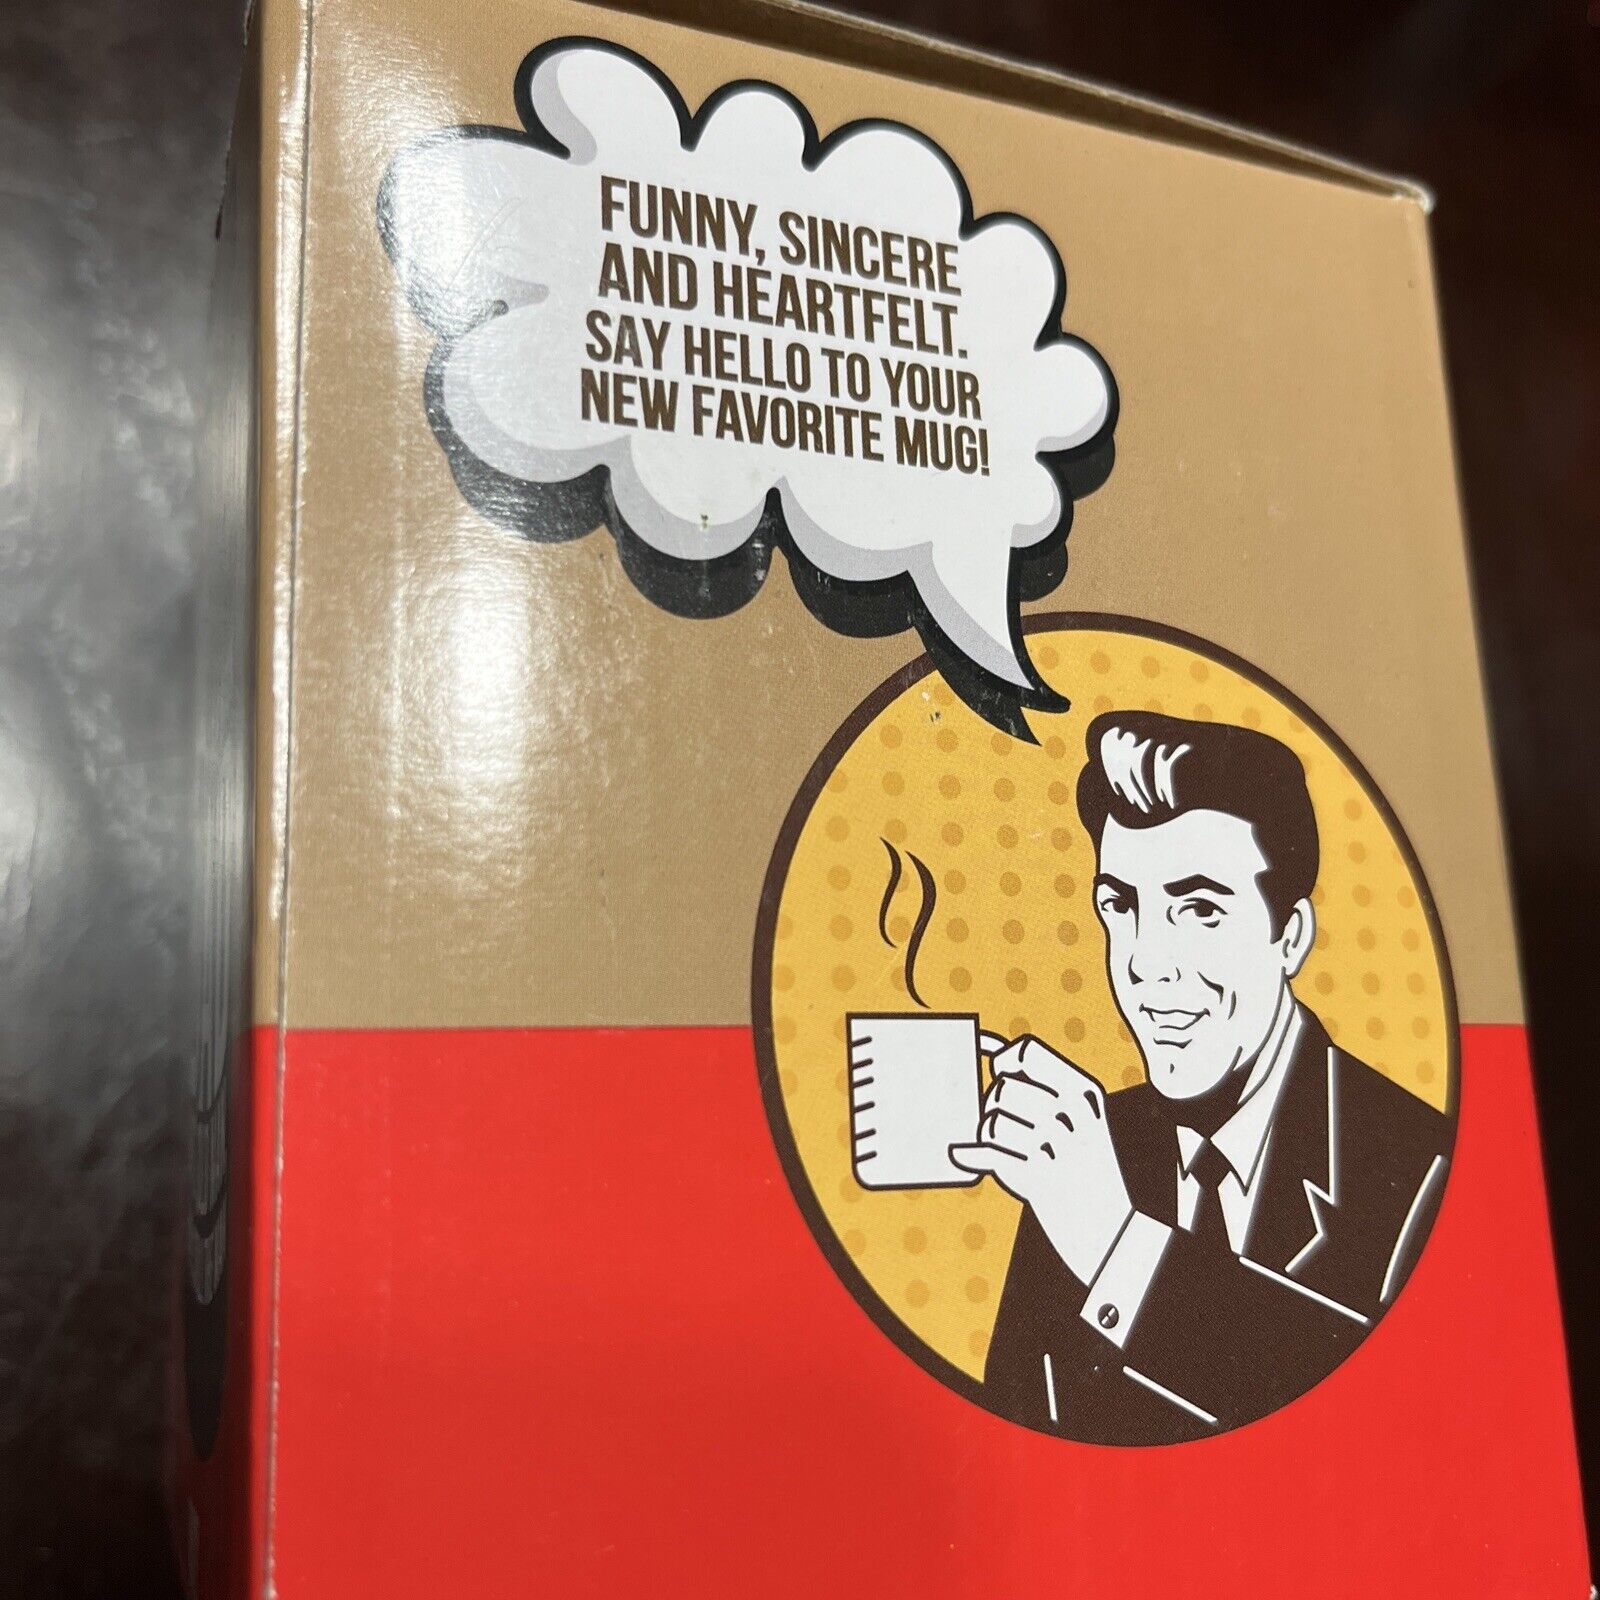 FUNNY, SINCERE
AND HEARTFELT.
SAY HELLO TO YOUR
NEW FAVORITE MUG!